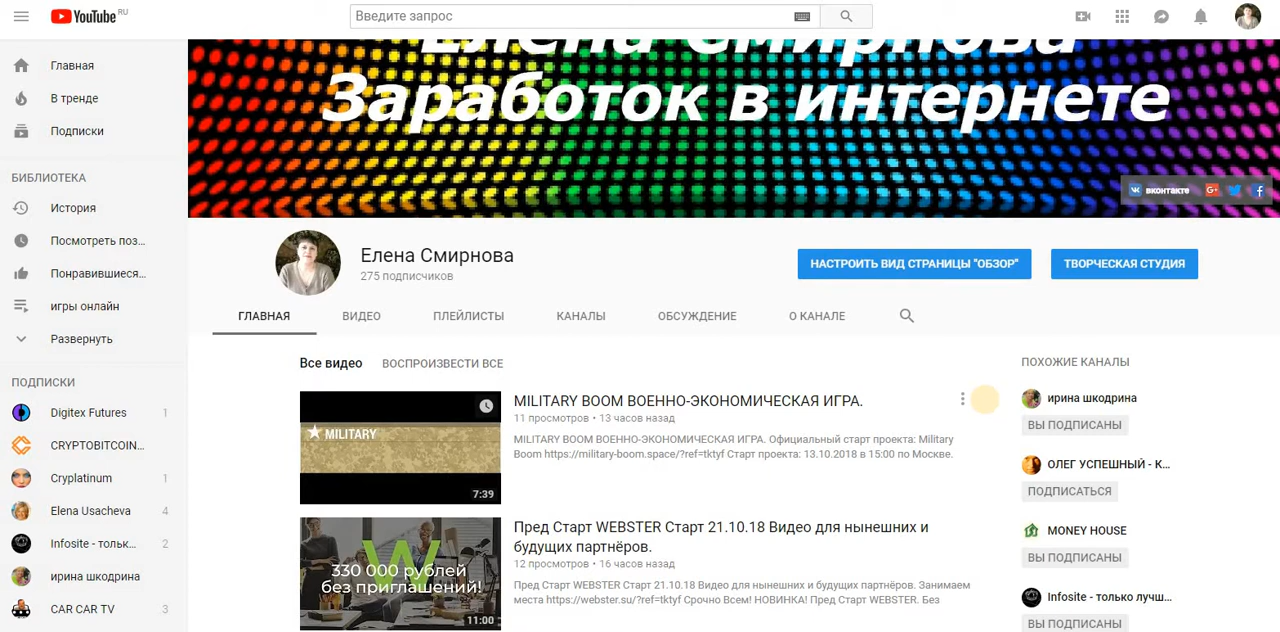 YouTube RU
Введите запрос
Главная
В тренде
Подписки
БИБЛИОТЕКА
История
Посмотреть поз...
Понравившиеся...
игры онлайн
Развернуть
ПОДПИСКИ
Digitex Futures 1
CRYPTOBITCOIN...
Cryplatinum 1
Elena Usacheva 4
Infosite - тольк... 2
ирина шкодрина
CAR CAR TV 3
Елена Смирнова
Заработок в интернете
вконтакте
Елена Смирнова
275 подписчиков
НАСТРОИТЬ ВИД СТРАНИЦЫ "ОБЗОР"
ТВОРЧЕСКАЯ СТУДИЯ
ГЛАВНАЯ
ВИДЕО
ПЛЕЙЛИСТЫ
КАНАЛЫ
ОБСУЖДЕНИЕ
О КАНАЛЕ
Все видео
ВОСПРОИЗВЕСТИ ВСЕ
MILITARY
7:39
MILITARY BOOM ВОЕННО-ЭКОНОМИЧЕСКАЯ ИГРА.
11 просмотров • 13 часов назад
MILITARY BOOM ВОЕННО-ЭКОНОМИЧЕСКАЯ ИГРА. Официальный старт проекта: Military
Boom https://military-boom.space/?ref=tktyf Старт проекта: 13.10.2018 в 15:00 по Москве.
W
330 000 рублей
без приглашений!
11:00
Пред Старт WEBSTER Старт 21.10.18 Видео для нынешних и
будущих партнёров.
12 просмотров • 16 часов назад
Пред Старт WEBSTER Старт 21.10.18 Видео для нынешних и будущих партнёров. Занимаем
места https://webster.su/?ref=tktyf Срочно Всем! НОВИНКА! Пред Старт WEBSTER. Без
ПОХОЖИЕ КАНАЛЫ
ирина шкодрина
ВЫ ПОДПИСАНЫ
ОЛЕГ УСПЕШНЫЙ - К...
ПОДПИСАТЬСЯ
MONEY HOUSE
ВЫ ПОДПИСАНЫ
Infosite - только лучш...
ВЫ ПОДПИСАНЫ